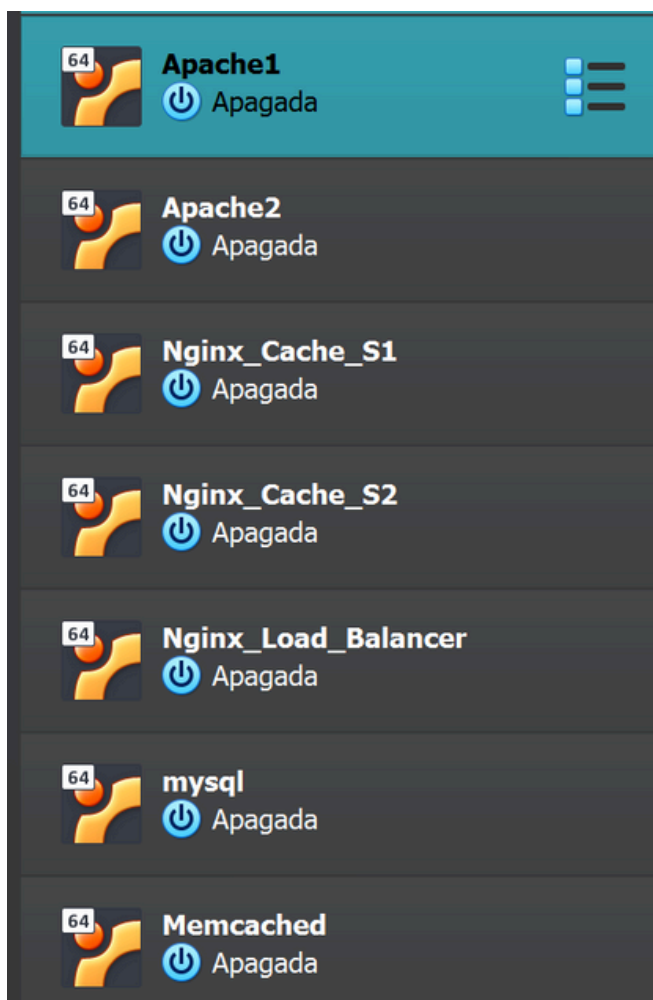 64
Apache1
Apagada
64
Apache2
Apagada
64
Nginx_Cache_S1
Apagada
64
Nginx_Cache_S2
Apagada
64
Nginx_Load_Balancer
Apagada
64
mysql
Apagada
64
Memcached
Apagada